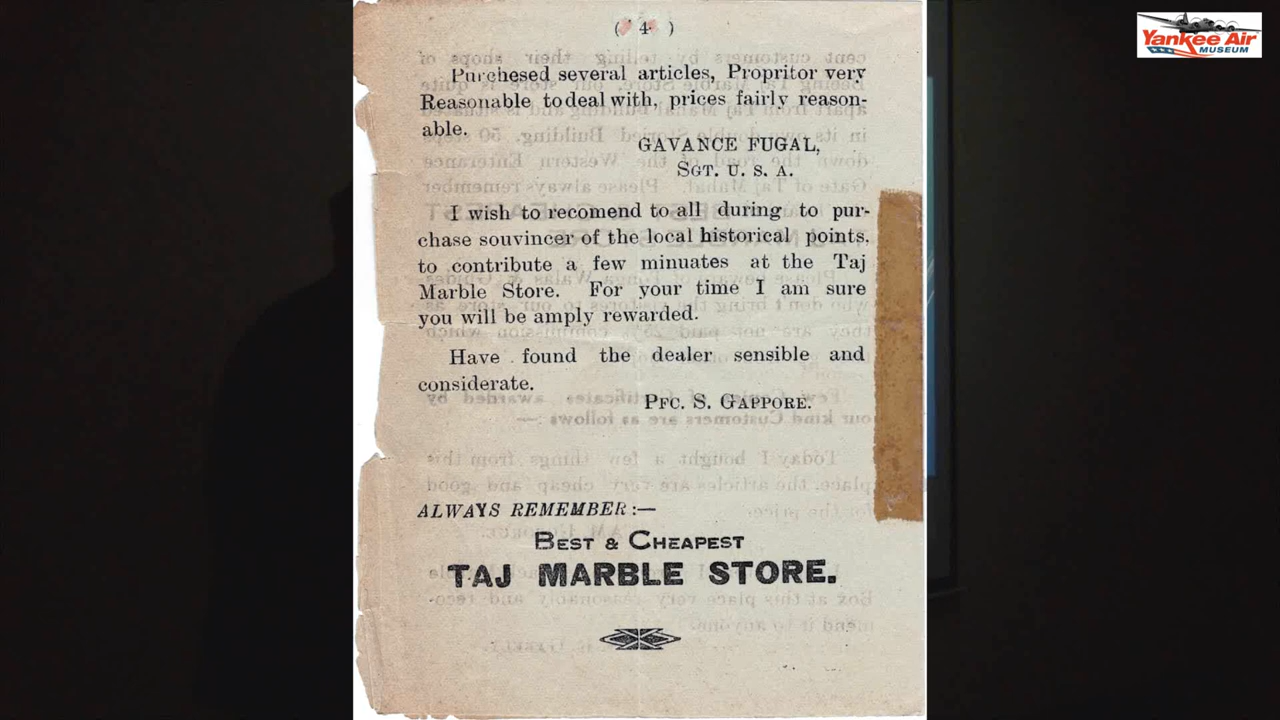 ( 4 )
Purchesed several articles, Propritor very
Reasonable to deal with, prices fairly reason-
able.
GAVANCE FUGAL,
SGT. U. S. A.
I wish to recomend to all during to pur-
chase souvincer of the local historical points.
to contribute a few minuates at the Taj
Marble Store. For your time I am sure
you will be amply rewarded.
Have found the dealer sensible and
considerate.
PFC. S. GAPPORE.
ALWAYS REMEMBER :—
BEST & CHEAPEST
TAJ MARBLE STORE.
Yankee Air
MUSEUM